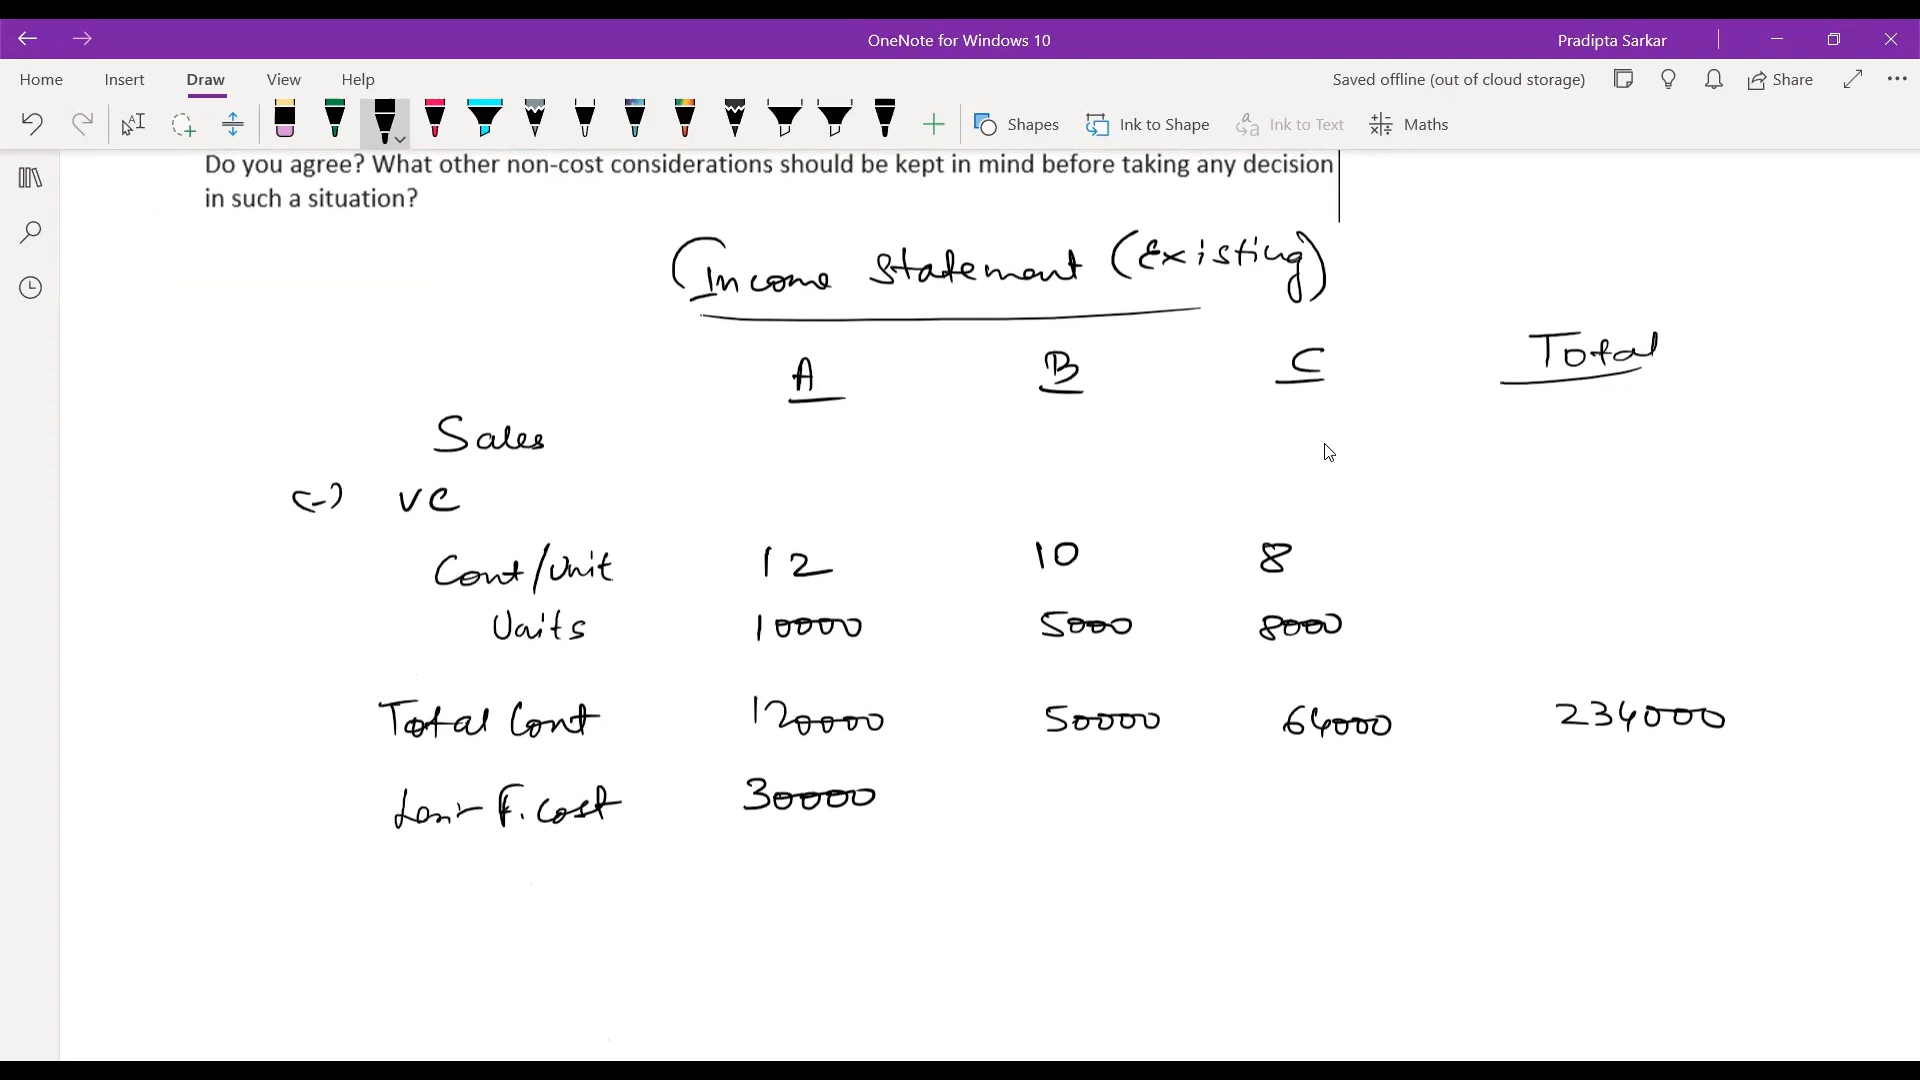 OneNote for Windows 10
Pradipta Sarkar
Home Insert Draw View Help
Saved offline (out of cloud storage) Share
Shapes Ink to Shape Ink to Text Maths
Do you agree? What other non-cost considerations should be kept in mind before taking any decision
in such a situation?
Income Statement (Existing)
A B C Total
Sales
(-) VC
Cont/Unit 12 10 8
Units 10000 5000 8000
Total Cont 120000 50000 64000 234000
F. cost 30000